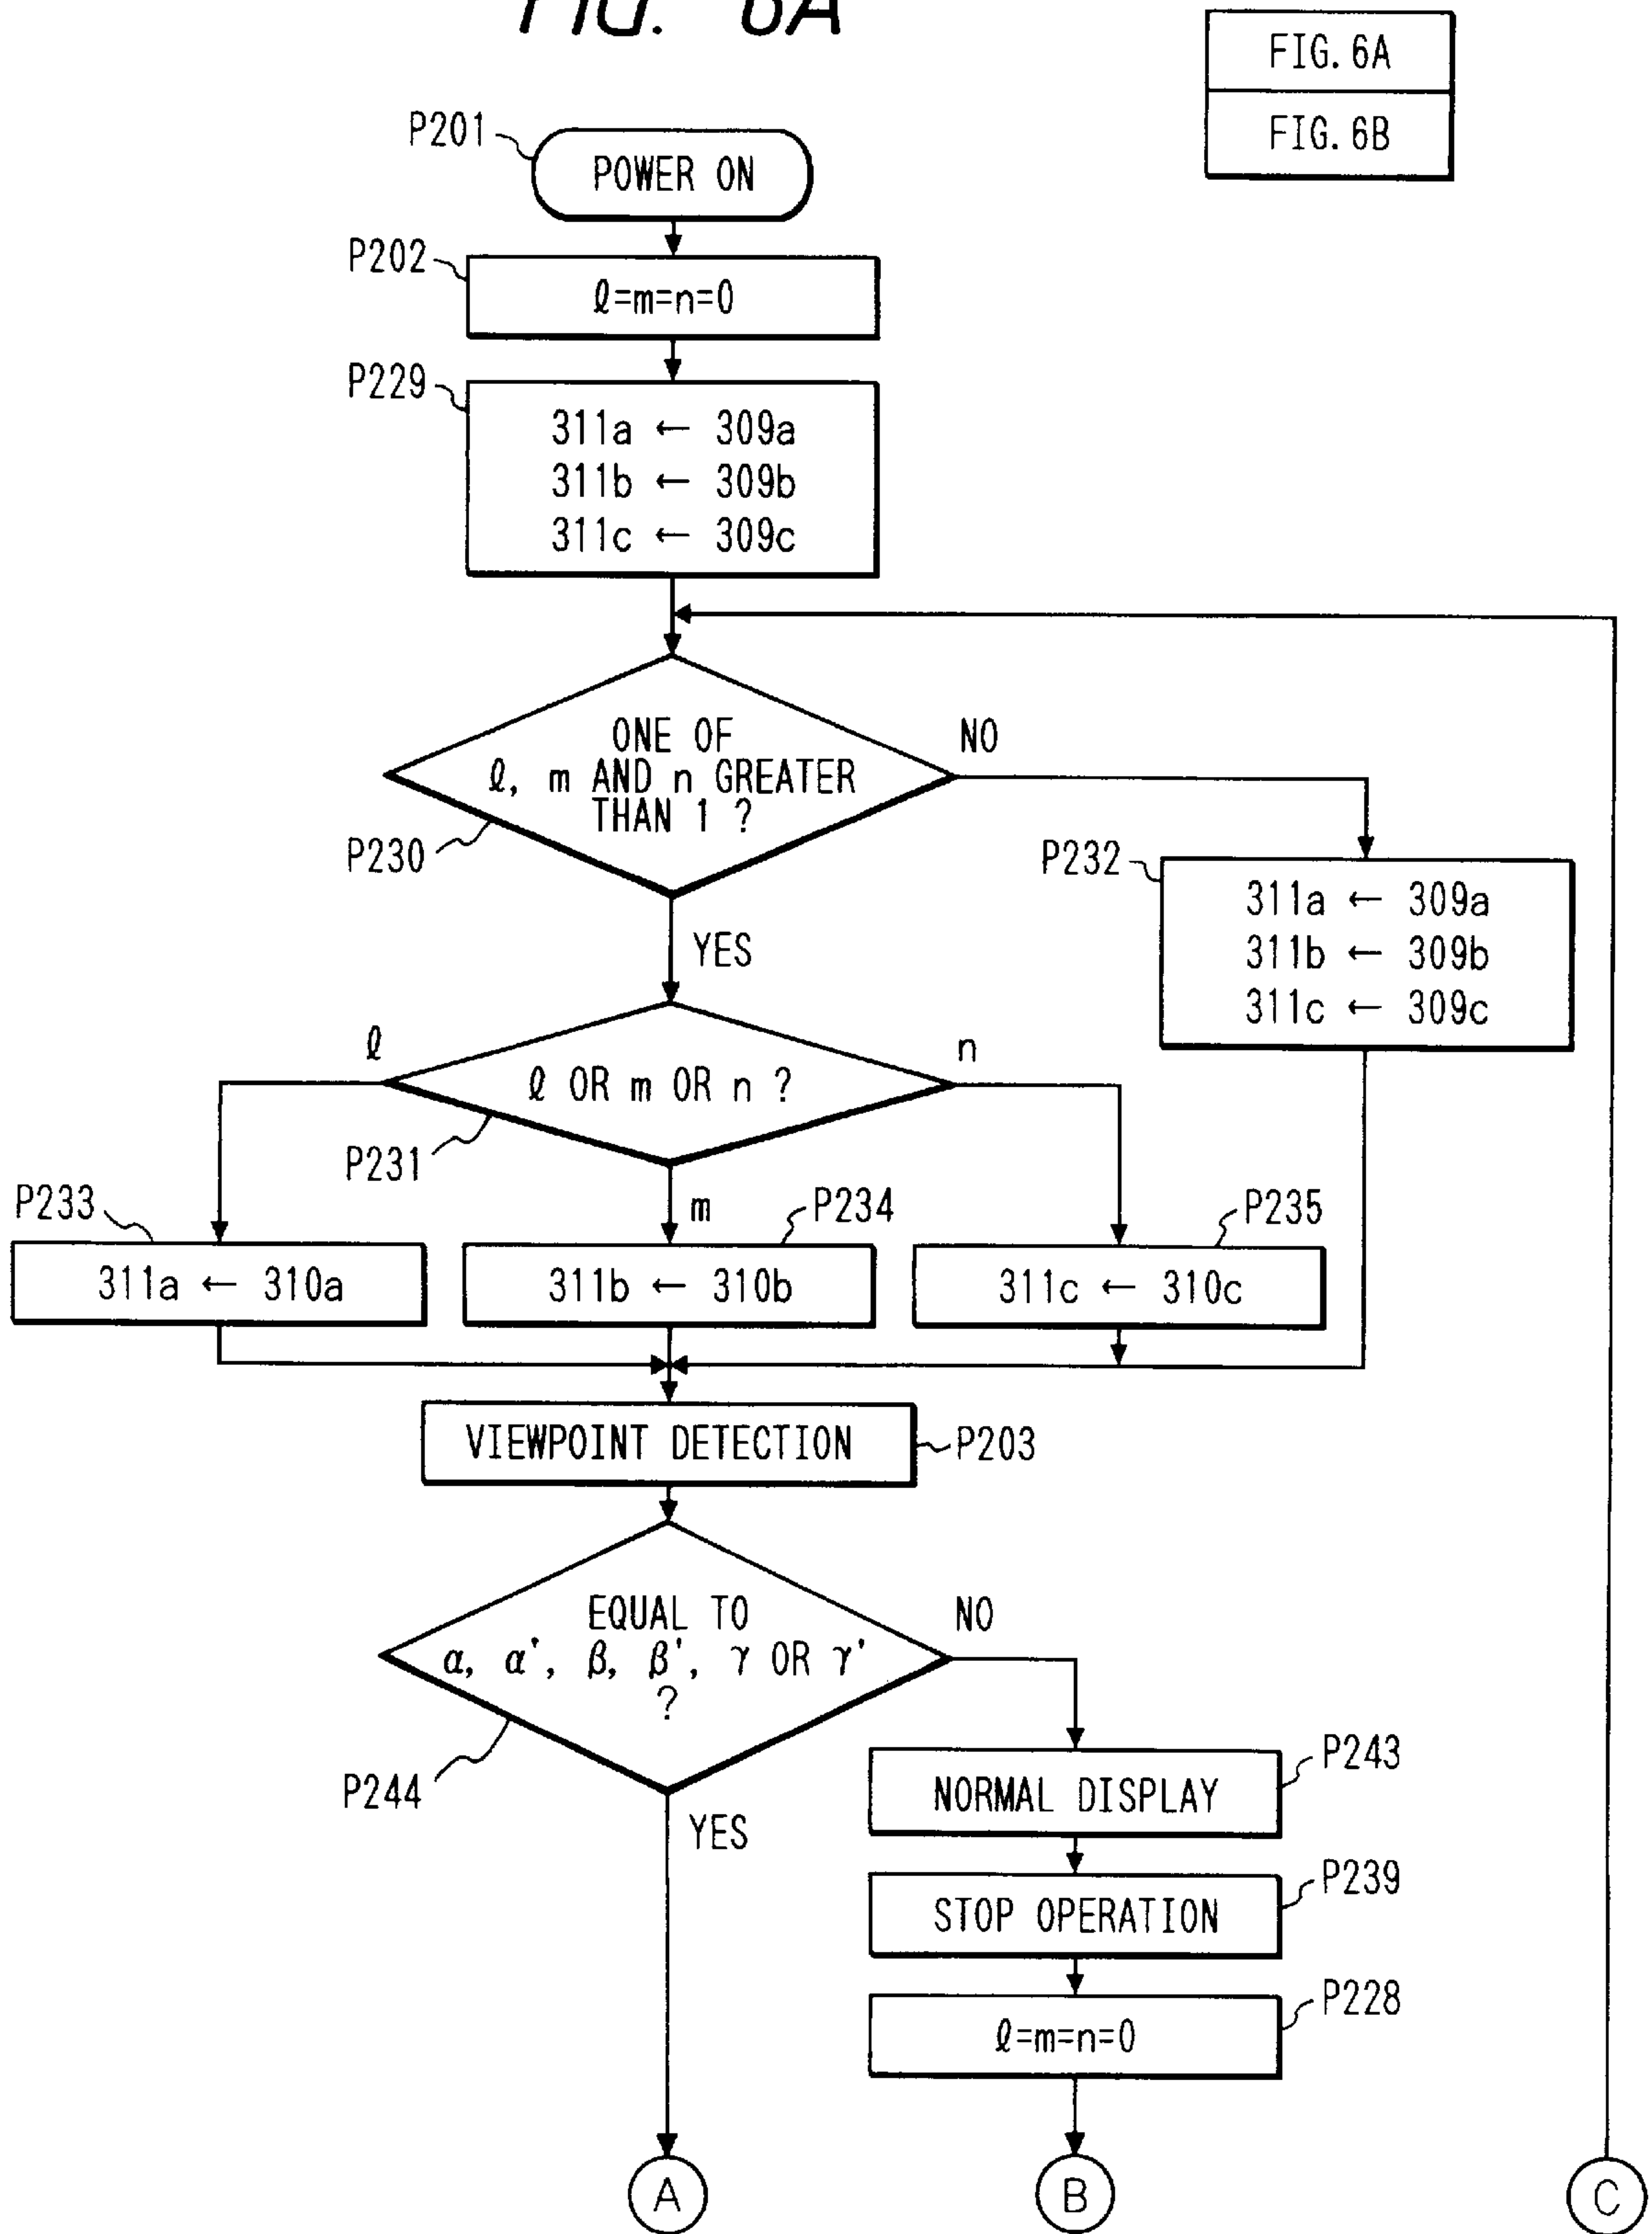 FIG. 6A
FIG. 6A
FIG. 6B
P201
POWER ON
P202
ℓ=m=n=0
P229
311a ← 309a
311b ← 309b
311c ← 309c
ONE OF
ℓ, m AND n GREATER
THAN 1 ?
NO
P230
YES
P232
311a ← 309a
311b ← 309b
311c ← 309c
ℓ
ℓ OR m OR n ?
n
P231
m
P233
311a ← 310a
P234
311b ← 310b
P235
311c ← 310c
VIEWPOINT DETECTION
P203
EQUAL TO
α, α', β, β', γ OR γ'
?
NO
P244
YES
P243
NORMAL DISPLAY
P239
STOP OPERATION
P228
ℓ=m=n=0
A
B
C